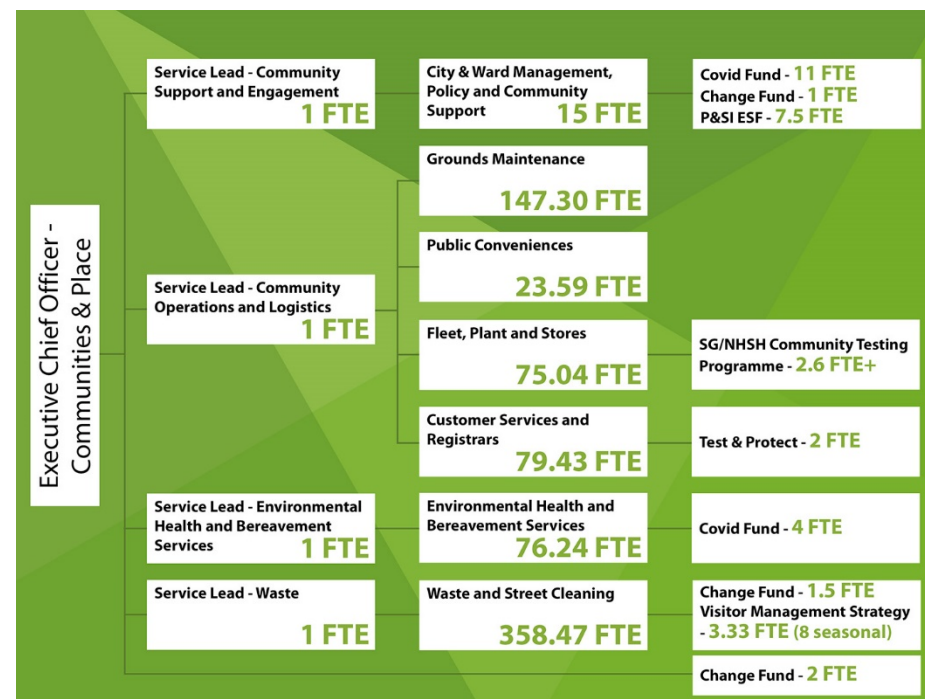 Executive Chief Officer -
Communities & Place
Service Lead - Community
Support and Engagement
1 FTE
City & Ward Management,
Policy and Community
Support 15 FTE
Covid Fund - 11 FTE
Change Fund - 1 FTE
P&SI ESF - 7.5 FTE
Service Lead - Community
Operations and Logistics
1 FTE
Grounds Maintenance
147.30 FTE
Public Conveniences
23.59 FTE
Fleet, Plant and Stores
75.04 FTE
SG/NHSH Community Testing
Programme - 2.6 FTE+
Customer Services and
Registrars
79.43 FTE
Test & Protect - 2 FTE
Service Lead - Environmental
Health and Bereavement
Services 1 FTE
Environmental Health and
Bereavement Services
76.24 FTE
Covid Fund - 4 FTE
Service Lead - Waste
1 FTE
Waste and Street Cleaning
358.47 FTE
Change Fund - 1.5 FTE
Visitor Management Strategy
- 3.33 FTE (8 seasonal)
Change Fund - 2 FTE